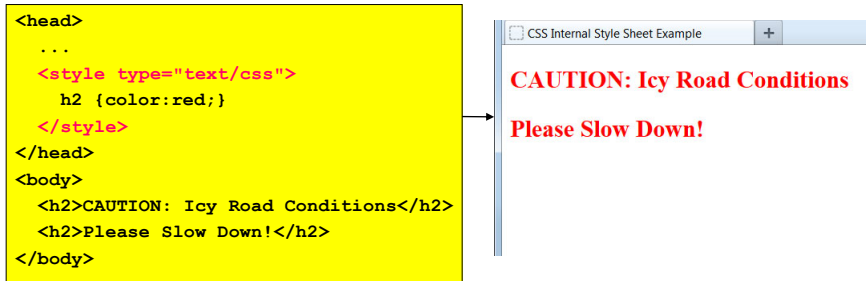 <head>
  ...
  <style type="text/css">
    h2 {color:red;}
  </style>
</head>
<body>
  <h2>CAUTION: Icy Road Conditions</h2>
  <h2>Please Slow Down!</h2>
</body>
CSS Internal Style Sheet Example +
CAUTION: Icy Road Conditions
Please Slow Down!